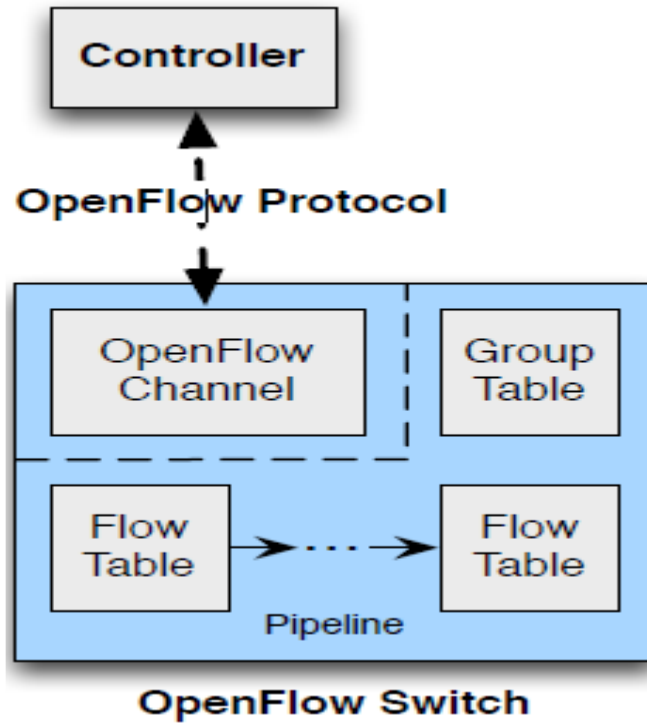 Controller
OpenFlow Protocol
OpenFlow
Channel
Group
Table
Flow
Table
...
Flow
Table
Pipeline
OpenFlow Switch